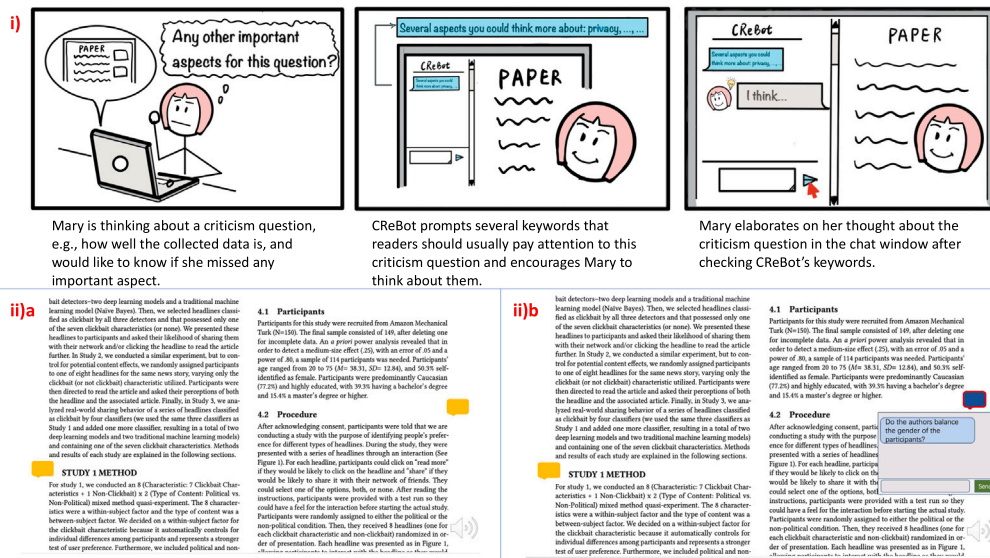 i)
PAPER
Any other important
aspects for this question?
Mary is thinking about a criticism question,
e.g., how well the collected data is, and
would like to know if she missed any
important aspect.
Several aspects you could think more about: privacy, ..., ...
CReBot
Several aspects you could
think more about: privacy, ...
PAPER
CReBot prompts several keywords that
readers should usually pay attention to this
criticism question and encourages Mary to
think about them.
CReBot
Several aspects you could
think more about: privacy, ...
I think...
PAPER
Mary elaborates on her thought about the
criticism question in the chat window after
checking CReBot's keywords.
ii)a
bait detectors–two deep learning models and a traditional machine
learning model (Naïve Bayes). Then, we selected headlines classi-
fied as clickbait by all three detectors and that possessed only one
of the seven clickbait characteristics (or none). We presented these
headlines to participants and asked their likelihood of sharing them
with their network and/or clicking the headline to read the article
further. In Study 2, we conducted a similar experiment, but to con-
trol for potential content effects, we randomly assigned participants
to one of eight headlines for the same news story, varying only the
clickbait (or not clickbait) characteristic utilized. Participants were
then directed to read the article and asked their perceptions of both
the headline and the associated article. Finally, in Study 3, we ana-
lyzed real-world sharing behavior of a series of headlines classified
as clickbait by four classifiers (we used the same three classifiers as
Study 1 and added one more classifier, resulting in a total of two
deep learning models and two traditional machine learning models)
and containing one of the seven clickbait characteristics. Methods
and results of each study are explained in the following sections.
STUDY 1 METHOD
For study 1, we conducted an 8 (Characteristic: 7 Clickbait Char-
acteristics + 1 Non-Clickbait) x 2 (Type of Content: Political vs.
Non-Political) mixed method quasi-experiment. The 8 character-
istics were a within-subject factor and the type of content was a
between-subject factor. We decided on a within-subject factor for
the clickbait characteristic because it automatically controls for
individual differences among participants and represents a stronger
test of user preference. Furthermore, we included political and non-
4.1 Participants
Participants for this study were recruited from Amazon Mechanical
Turk (N=150). The final sample consisted of 149, after deleting one
for incomplete data. An a priori power analysis revealed that in
order to detect a medium-size effect (.25), with an error of .05 and a
power of .80, a sample of 114 participants was needed. Participants'
age ranged from 20 to 75 (M= 38.31, SD= 12.84), and 50.3% self-
identified as female. Participants were predominantly Caucasian
(77.2%) and highly educated, with 39.3% having a bachelor's degree
and 15.4% a master's degree or higher.
4.2 Procedure
After acknowledging consent, participants were told that we are
conducting a study with the purpose of identifying people's prefer-
ence for different types of headlines. During the study, they were
presented with a series of headlines through an interaction (See
Figure 1). For each headline, participants could click on "read more"
if they would be likely to click on the headline and "share" if they
would be likely to share it with their network of friends. They
could select one of the options, both, or none. After reading the
instructions, participants were provided with a test run so they
could have a feel for the interaction before starting the actual study.
Participants were randomly assigned to either the political or the
non-political condition. Then, they received 8 headlines (one for
each clickbait characteristic and non-clickbait) randomized in or-
der of presentation. Each headline was presented as in Figure 1,
allowing participants to interact with the headline as they would
ii)b
bait detectors–two deep learning models and a traditional machine
learning model (Naïve Bayes). Then, we selected headlines classi-
fied as clickbait by all three detectors and that possessed only one
of the seven clickbait characteristics (or none). We presented these
headlines to participants and asked their likelihood of sharing them
with their network and/or clicking the headline to read the article
further. In Study 2, we conducted a similar experiment, but to con-
trol for potential content effects, we randomly assigned participants
to one of eight headlines for the same news story, varying only the
clickbait (or not clickbait) characteristic utilized. Participants were
then directed to read the article and asked their perceptions of both
the headline and the associated article. Finally, in Study 3, we ana-
lyzed real-world sharing behavior of a series of headlines classified
as clickbait by four classifiers (we used the same three classifiers as
Study 1 and added one more classifier, resulting in a total of two
deep learning models and two traditional machine learning models)
and containing one of the seven clickbait characteristics. Methods
and results of each study are explained in the following sections.
STUDY 1 METHOD
For study 1, we conducted an 8 (Characteristic: 7 Clickbait Char-
acteristics + 1 Non-Clickbait) x 2 (Type of Content: Political vs.
Non-Political) mixed method quasi-experiment. The 8 character-
istics were a within-subject factor and the type of content was a
between-subject factor. We decided on a within-subject factor for
the clickbait characteristic because it automatically controls for
individual differences among participants and represents a stronger
test of user preference. Furthermore, we included political and non-
4.1 Participants
Participants for this study were recruited from Amazon Mechanical
Turk (N=150). The final sample consisted of 149, after deleting one
for incomplete data. An a priori power analysis revealed that in
order to detect a medium-size effect (.25), with an error of .05 and a
power of .80, a sample of 114 participants was needed. Participants'
age ranged from 20 to 75 (M= 38.31, SD= 12.84), and 50.3% self-
identified as female. Participants were predominantly Caucasian
(77.2%) and highly educated, with 39.3% having a bachelor's degree
and 15.4% a master's degree or higher.
4.2 Procedure
After acknowledging consent, partic
conducting a study with the purpose
ence for different types of headlines.
presented with a series of headlines
Figure 1). For each headline, particip
if they would be likely to click on the
would be likely to share it with their
could select one of the options, both,
Do the authors balance
the gender of the
participants?
Send
instructions, participants were provided with a test run so they
could have a feel for the interaction before starting the actual study.
Participants were randomly assigned to either the political or the
non-political condition. Then, they received 8 headlines (one for
each clickbait characteristic and non-clickbait) randomized in or-
der of presentation. Each headline was presented as in Figure 1,
allowing participants to interact with the headline as they would